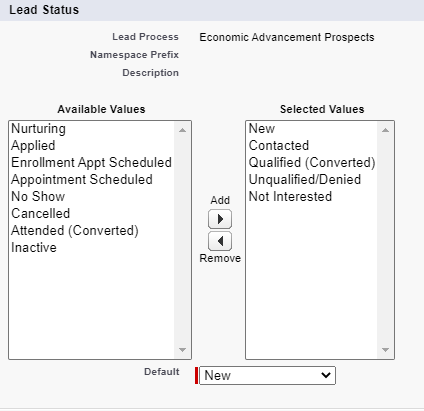 Lead Status
Lead Process Economic Advancement Prospects
Namespace Prefix
Description
Available Values
Nurturing
Applied
Enrollment Appt Scheduled
Appointment Scheduled
No Show
Cancelled
Attended (Converted)
Inactive
Add
Remove
Selected Values
New
Contacted
Qualified (Converted)
Unqualified/Denied
Not Interested
Default New